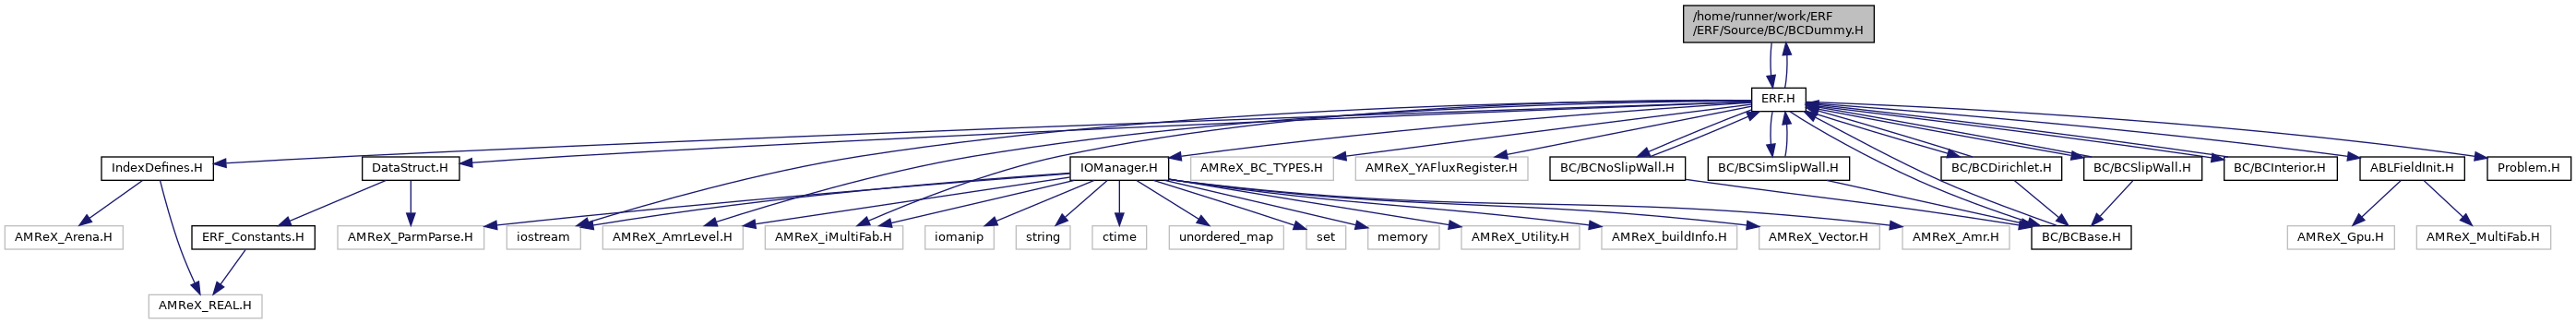 /home/runner/work/ERF
/ERF/Source/BC/BCDummy.H
ERF.H
IndexDefines.H
DataStruct.H
IOManager.H
AMReX_BC_TYPES.H
AMReX_YAFluxRegister.H
BC/BCNoSlipWall.H
BC/BCSimSlipWall.H
BC/BCDirichlet.H
BC/BCSlipWall.H
BC/BCInterior.H
ABLFieldInit.H
Problem.H
AMReX_Arena.H
ERF_Constants.H
AMReX_ParmParse.H
iostream
AMReX_AmrLevel.H
AMReX_iMultiFab.H
iomanip
string
ctime
unordered_map
set
memory
AMReX_Utility.H
AMReX_buildInfo.H
AMReX_Vector.H
AMReX_Amr.H
BC/BCBase.H
AMReX_Gpu.H
AMReX_MultiFab.H
AMReX_REAL.H